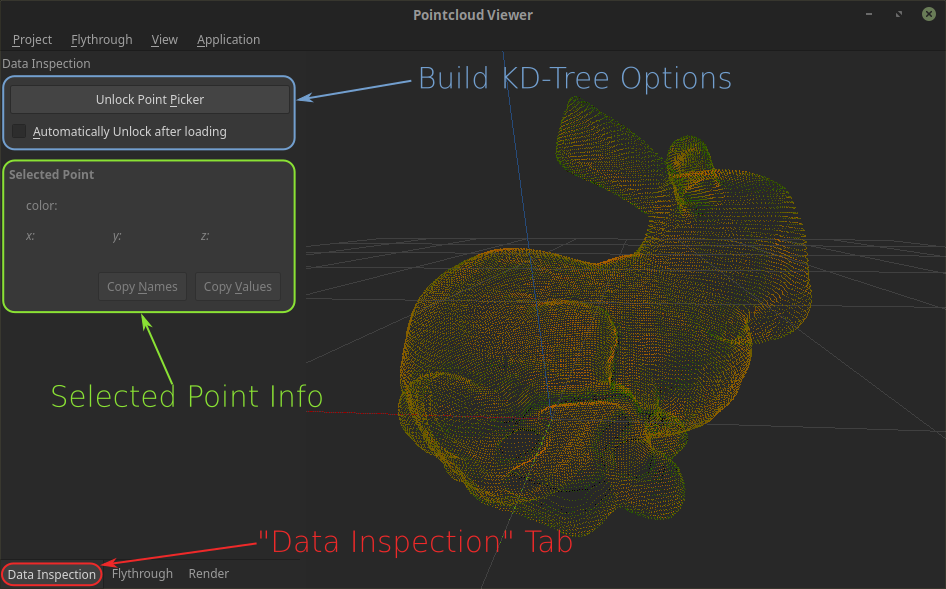 Pointcloud Viewer
Project Flythrough View Application
Data Inspection
Build KD-Tree Options
Unlock Point Picker
Automatically Unlock after loading
Selected Point
color:
x: y: z:
Copy Names Copy Values
Selected Point Info
"Data Inspection" Tab
Data Inspection Flythrough Render